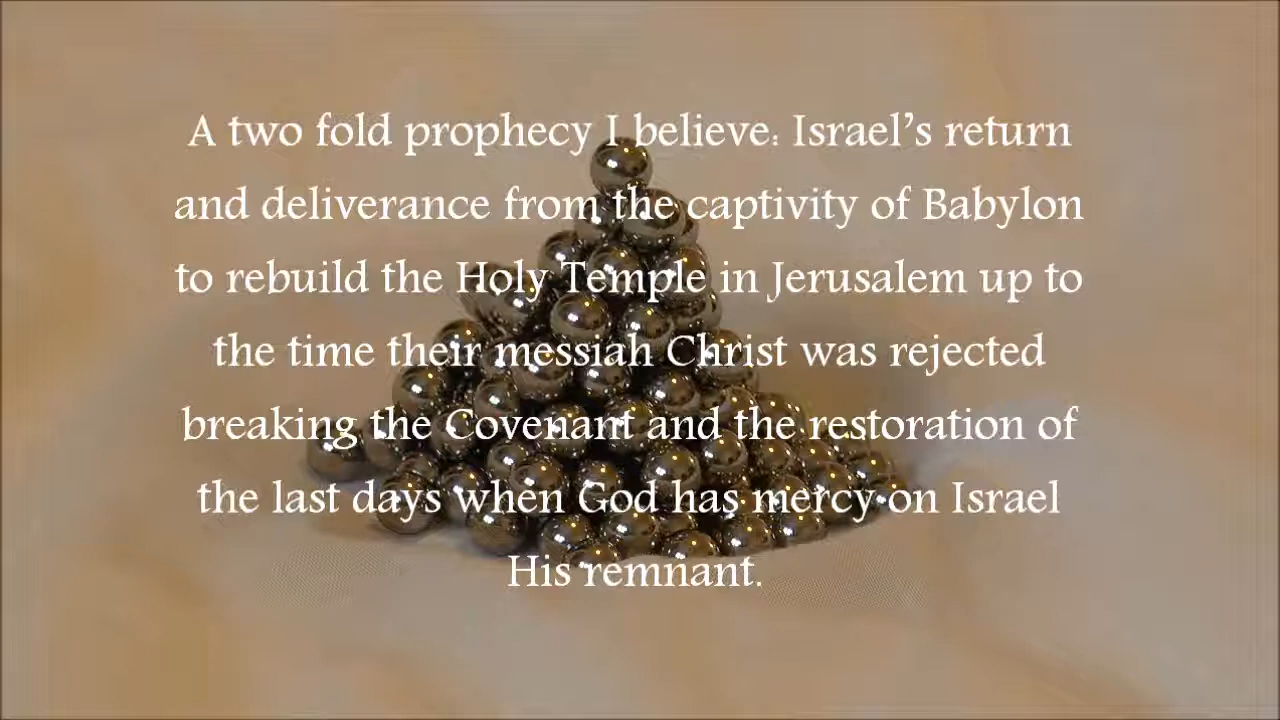 A two fold prophecy I believe: Israel’s return
and deliverance from the captivity of Babylon
to rebuild the Holy Temple in Jerusalem up to
the time their messiah Christ was rejected
breaking the Covenant and the restoration of
the last days when God has mercy on Israel
His remnant.